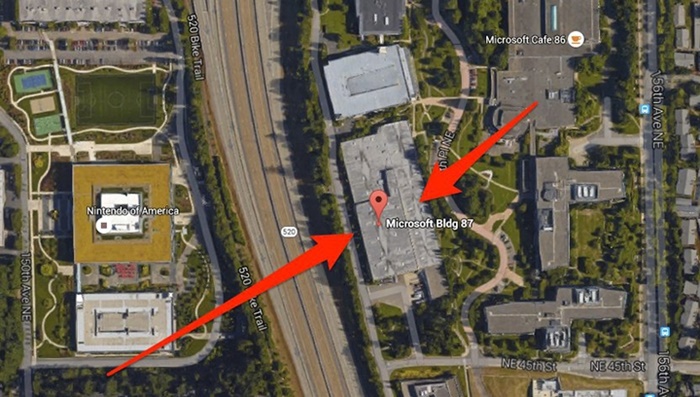 520 Bike Trail
Microsoft Cafe 86
156th Ave NE
Nintendo of America
Pl NE
Microsoft Bldg 87
520
150th Ave NE
520 Bike Trail
NE 45th St
NE 45th St
156th A